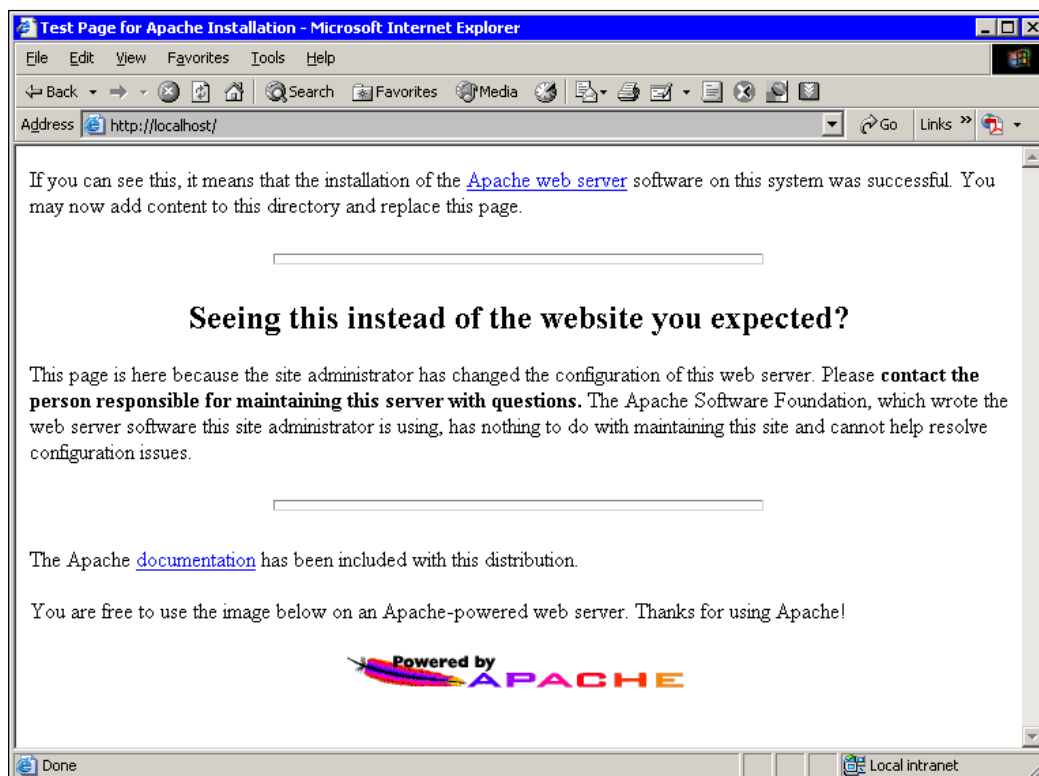 Test Page for Apache Installation - Microsoft Internet Explorer
File Edit View Favorites Tools Help
Back Search Favorites Media
Address http://localhost/ Go Links »
If you can see this, it means that the installation of the Apache web server software on this system was successful. You
may now add content to this directory and replace this page.
Seeing this instead of the website you expected?
This page is here because the site administrator has changed the configuration of this web server. Please contact the
person responsible for maintaining this server with questions. The Apache Software Foundation, which wrote the
web server software this site administrator is using, has nothing to do with maintaining this site and cannot help resolve
configuration issues.
The Apache documentation has been included with this distribution.
You are free to use the image below on an Apache-powered web server. Thanks for using Apache!
Powered by
APACHE
Done Local intranet